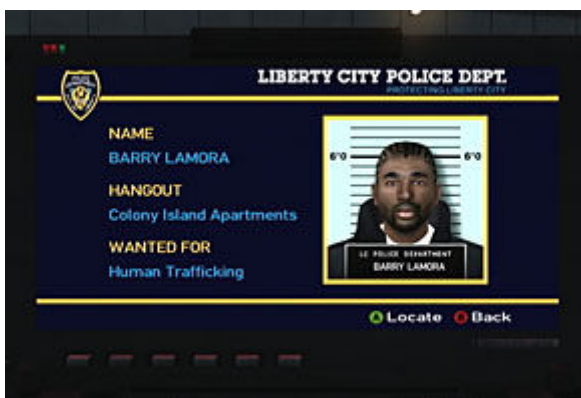 LIBERTY CITY POLICE DEPT.
PROTECTING LIBERTY CITY
NAME
BARRY LAMORA
HANGOUT
Colony Island Apartments
WANTED FOR
Human Trafficking
6'0 6'0
LC POLICE DEPARTMENT
BARRY LAMORA
A Locate B Back